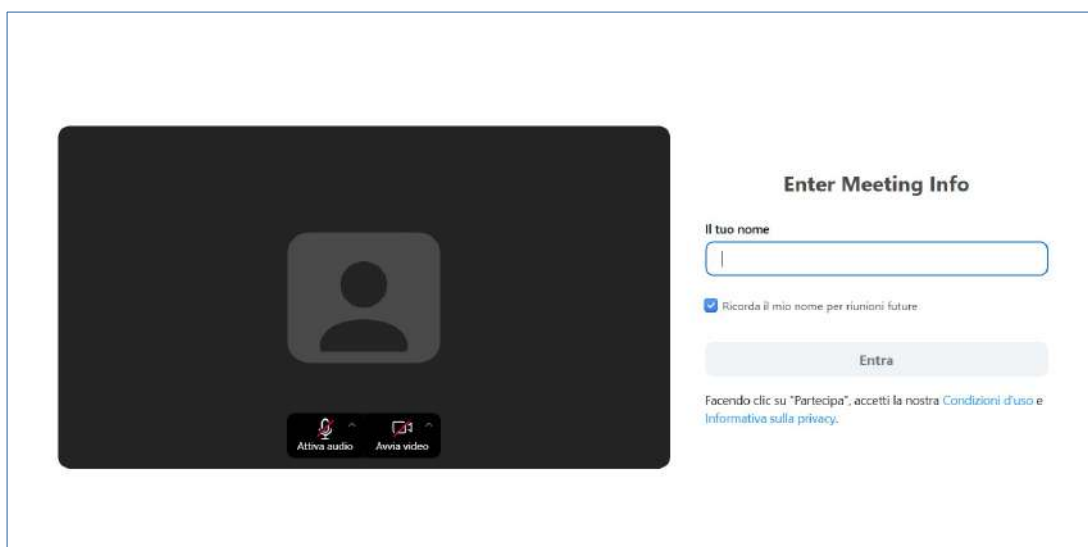 Enter Meeting Info
Il tuo nome
Ricorda il mio nome per riunioni future
Entra
Facendo clic su "Partecipa", accetti la nostra Condizioni d'uso e
Informativa sulla privacy.
Attiva audio
Avvia video